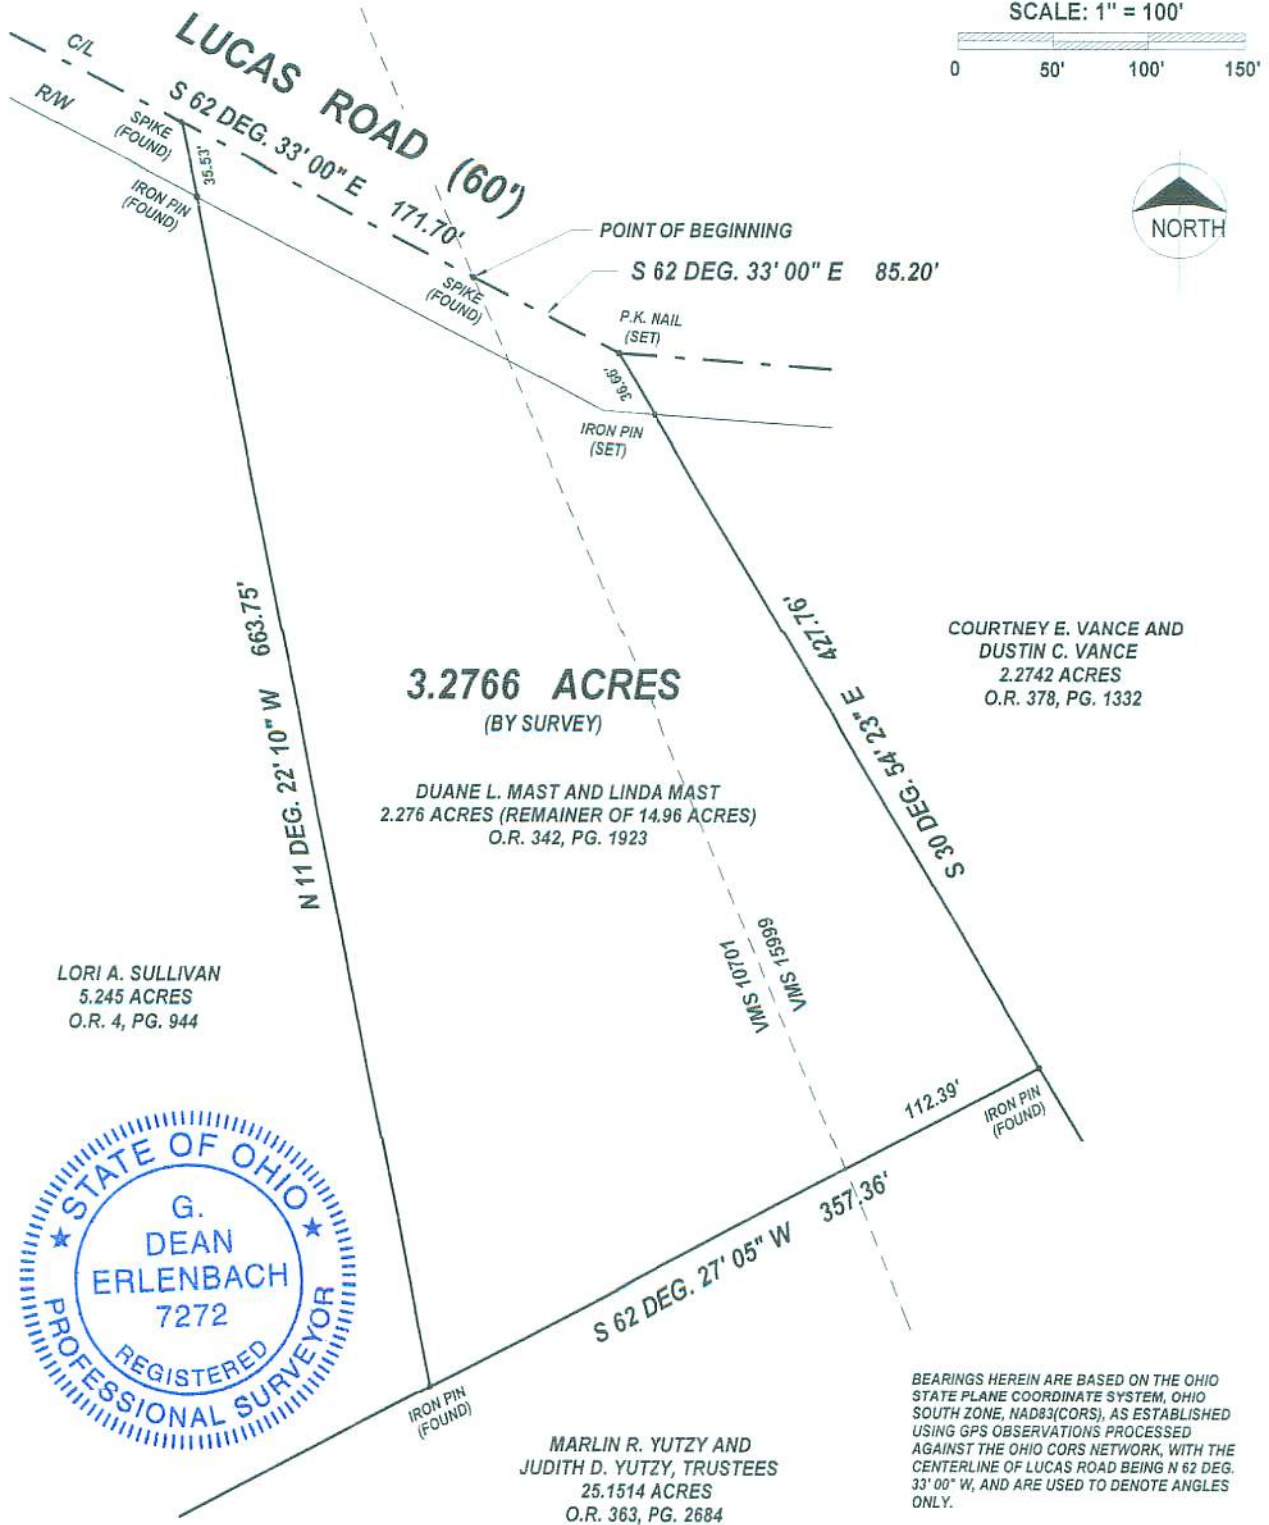 SCALE: 1" = 100'
0 50' 100' 150'
C/L
R/W
LUCAS ROAD (60')
S 62 DEG. 33' 00" E 171.70'
SPIKE
(FOUND)
35.53'
IRON PIN
(FOUND)
NORTH
POINT OF BEGINNING
S 62 DEG. 33' 00" E 85.20'
SPIKE
(FOUND)
P.K. NAIL
(SET)
36.66'
IRON PIN
(SET)
N 11 DEG. 22' 10" W 663.75'
427.76'
S 30 DEG. 54' 23" E
COURTNEY E. VANCE AND
DUSTIN C. VANCE
2.2742 ACRES
O.R. 378, PG. 1332
3.2766 ACRES
(BY SURVEY)
DUANE L. MAST AND LINDA MAST
2.276 ACRES (REMAINER OF 14.96 ACRES)
O.R. 342, PG. 1923
VMS 10701
VMS 15999
LORI A. SULLIVAN
5.245 ACRES
O.R. 4, PG. 944
112.39'
IRON PIN
(FOUND)
S 62 DEG. 27' 05" W 357.36'
STATE OF OHIO
G.
DEAN
ERLENBACH
7272
REGISTERED
PROFESSIONAL SURVEYOR
IRON PIN
(FOUND)
MARLIN R. YUTZY AND
JUDITH D. YUTZY, TRUSTEES
25.1514 ACRES
O.R. 363, PG. 2684
BEARINGS HEREIN ARE BASED ON THE OHIO
STATE PLANE COORDINATE SYSTEM, OHIO
SOUTH ZONE, NAD83(CORS), AS ESTABLISHED
USING GPS OBSERVATIONS PROCESSED
AGAINST THE OHIO CORS NETWORK, WITH THE
CENTERLINE OF LUCAS ROAD BEING N 62 DEG.
33' 00" W, AND ARE USED TO DENOTE ANGLES
ONLY.